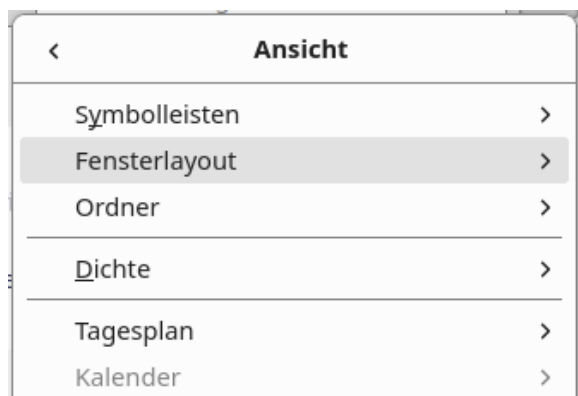 Ansicht
Symbolleisten
Fensterlayout
Ordner
Dichte
Tagesplan
Kalender